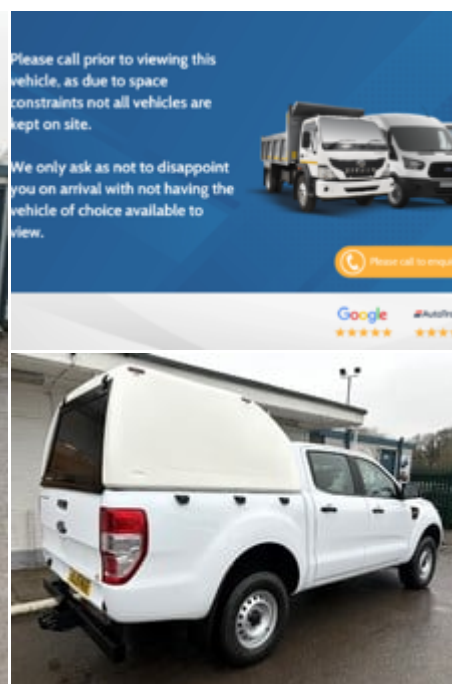 Please call prior to viewing this
vehicle, as due to space
constraints not all vehicles are
kept on site.
We only ask as not to disappoint
you on arrival with not having the
vehicle of choice available to
view.
Please call to enqui
Google